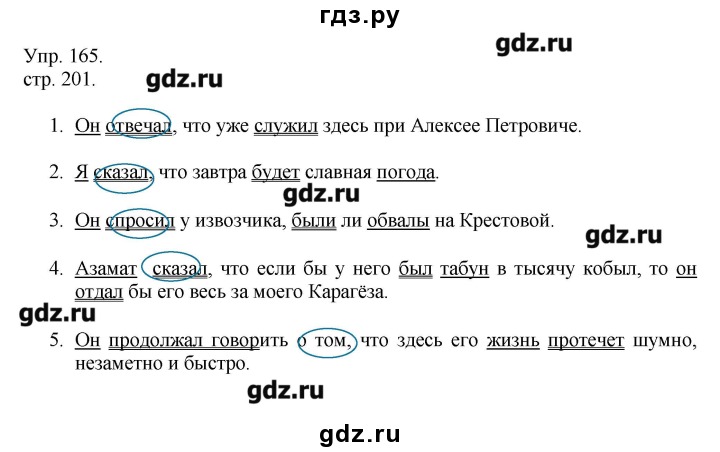 гдз.ру
Упр. 165.
gdz.ru
стр. 201.
gdz.ru
1. Он отвечал, что уже служил здесь при Алексее Петровиче.
2. Я сказал, что завтра будет славная погода.
gdz.ru
3. Он спросил у извозчика, были ли обвалы на Крестовой.
gdz.ru
4. Азамат сказал, что если бы у него был табун в тысячу кобыл, то он
отдал бы его весь за моего Карагёза.
gdz.ru
5. Он продолжал говорить о том, что здесь его жизнь протечет шумно,
незаметно и быстро.
gdz.ru
gdz.ru